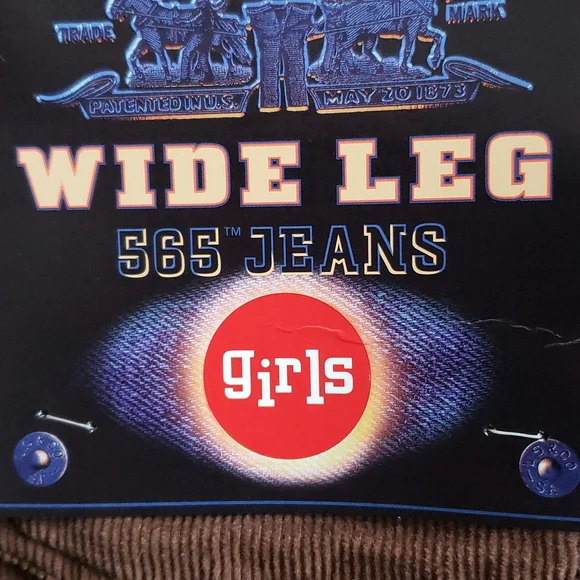 TRADE MARK
PATENTED IN U.S. MAY 20 1873
WIDE LEG
565™ JEANS
girls